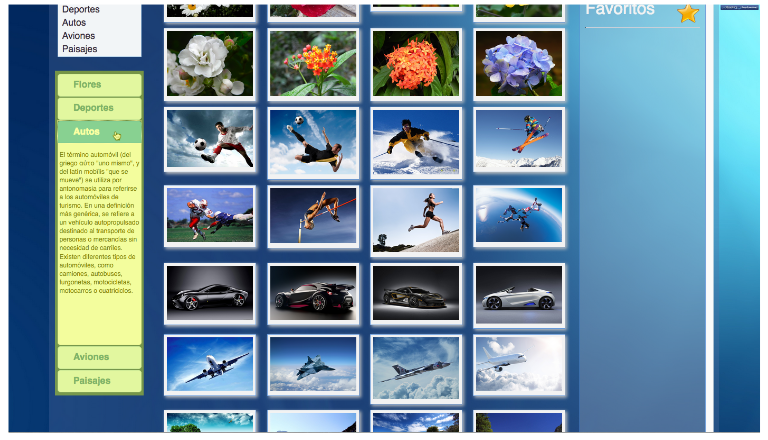 Deportes
Autos
Aviones
Paisajes
Flores
Deportes
Autos
El término automóvil (del
griego αὐτο "uno mismo", y
del latín mobilis "que se
mueve") se utiliza por
antonomasia para referirse
a los automóviles de
turismo. En una definición
más genérica, se refiere a
un vehículo autopropulsado
destinado al transporte de
personas o mercancías sin
necesidad de carriles.
Existen diferentes tipos de
automóviles, como
camiones, autobuses,
furgonetas, motocicletas,
motocarros o cuatriciclos.
Aviones
Paisajes
Favoritos